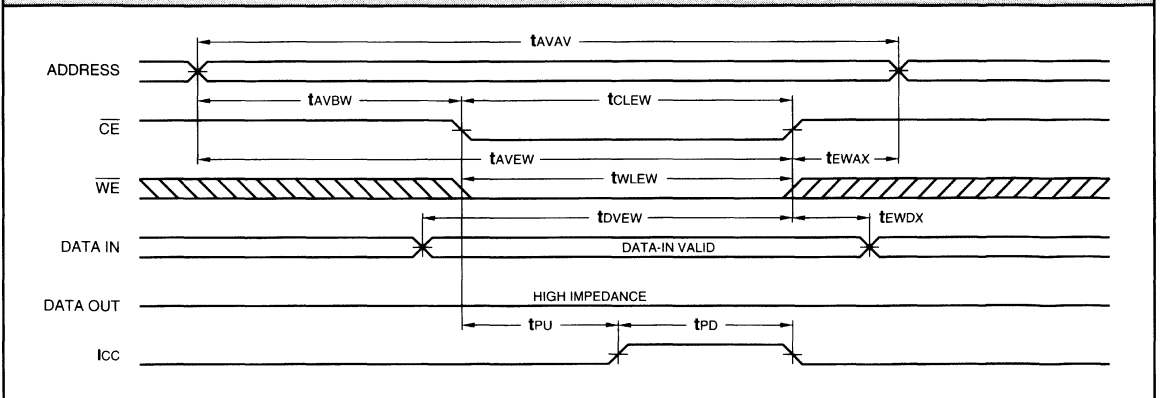 tAVAV
ADDRESS
tAVBW
tCLEW
CE
tAVEW
tEWAX
WE
tWLEW
tDVEW
tEWDX
DATA IN
DATA-IN VALID
DATA OUT
HIGH IMPEDANCE
tPU
tPD
ICC